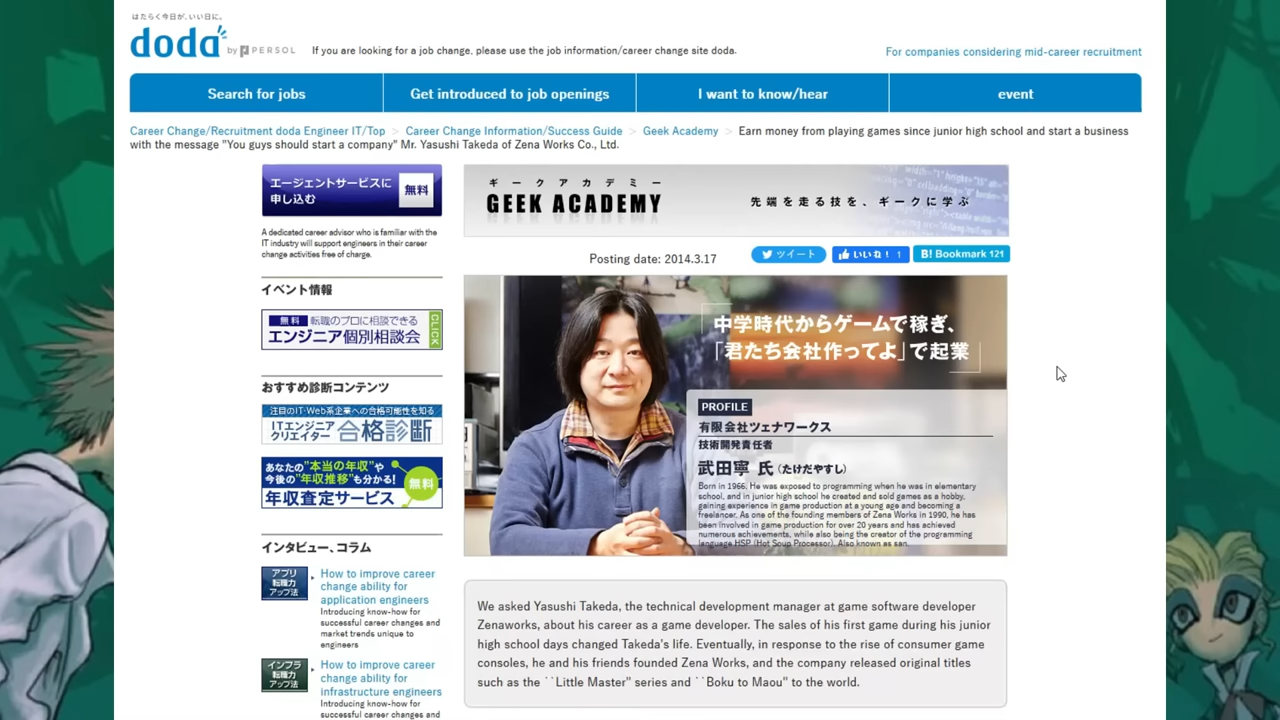 はたらく今日が、いい日に。
doda by PERSOL
If you are looking for a job change, please use the job information/career change site doda.
For companies considering mid-career recruitment
Search for jobs
Get introduced to job openings
I want to know/hear
event
Career Change/Recruitment doda Engineer IT/Top > Career Change Information/Success Guide > Geek Academy > Earn money from playing games since junior high school and start a business
with the message "You guys should start a company" Mr. Yasushi Takeda of Zena Works Co., Ltd.
エージェントサービスに
申し込む
無料
A dedicated career advisor who is familiar with the
IT industry will support engineers in their career
change activities free of charge.
イベント情報
無料 転職のプロに相談できる
エンジニア個別相談会
CLICK
おすすめ診断コンテンツ
注目のIT・Web系企業への合格可能性を知る
ITエンジニア
クリエイター 合格診断
あなたの"本当の年収"や
今後の"年収推移"も分かる!
年収査定サービス
無料
インタビュー、コラム
アプリ
転職力
アップ法
How to improve career
change ability for
application engineers
Introducing know-how for
successful career changes and
market trends unique to
engineers
インフラ
転職力
アップ法
How to improve career
change ability for
infrastructure engineers
Introducing know-how for
successful career changes and
ギークアカデミー
GEEK ACADEMY
先端を走る技を、ギークに学ぶ
Posting date: 2014.3.17
ツイート
いいね! 1
B! Bookmark 121
中学時代からゲームで稼ぎ、
「君たち会社作ってよ」で起業
PROFILE
有限会社ツェナワークス
技術開発責任者
武田寧 氏 (たけだやすし)
Born in 1966. He was exposed to programming when he was in elementary
school, and in junior high school he created and sold games as a hobby,
gaining experience in game production at a young age and becoming a
freelancer. As one of the founding members of Zena Works in 1990, he has
been involved in game production for over 20 years and has achieved
numerous achievements, while also being the creator of the programming
language HSP (Hot Soup Processor). Also known as san.
We asked Yasushi Takeda, the technical development manager at game software developer
Zenaworks, about his career as a game developer. The sales of his first game during his junior
high school days changed Takeda's life. Eventually, in response to the rise of consumer game
consoles, he and his friends founded Zena Works, and the company released original titles
such as the ``Little Master'' series and ``Boku to Maou'' to the world.